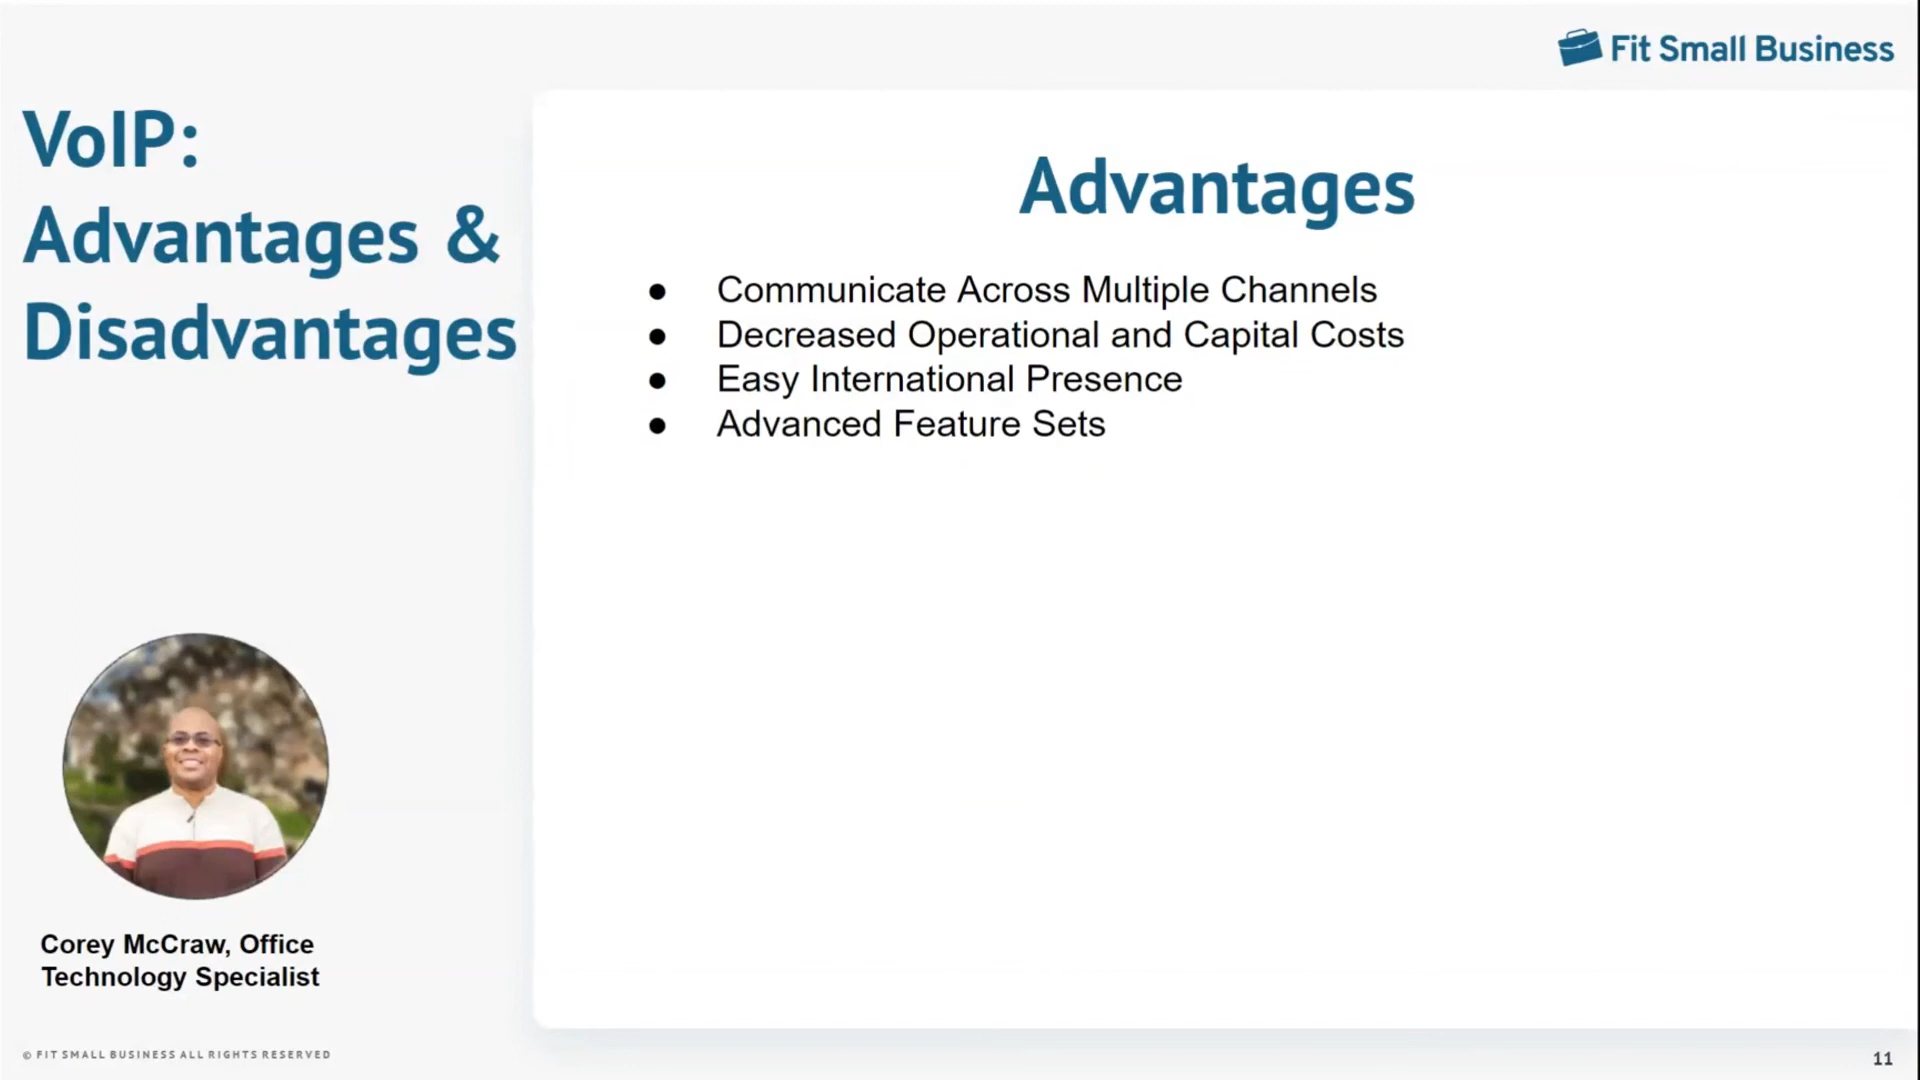 Fit Small Business
VoIP:
Advantages &
Disadvantages
Advantages
● Communicate Across Multiple Channels
● Decreased Operational and Capital Costs
● Easy International Presence
● Advanced Feature Sets
Corey McCraw, Office
Technology Specialist
© FIT SMALL BUSINESS ALL RIGHTS RESERVED
11